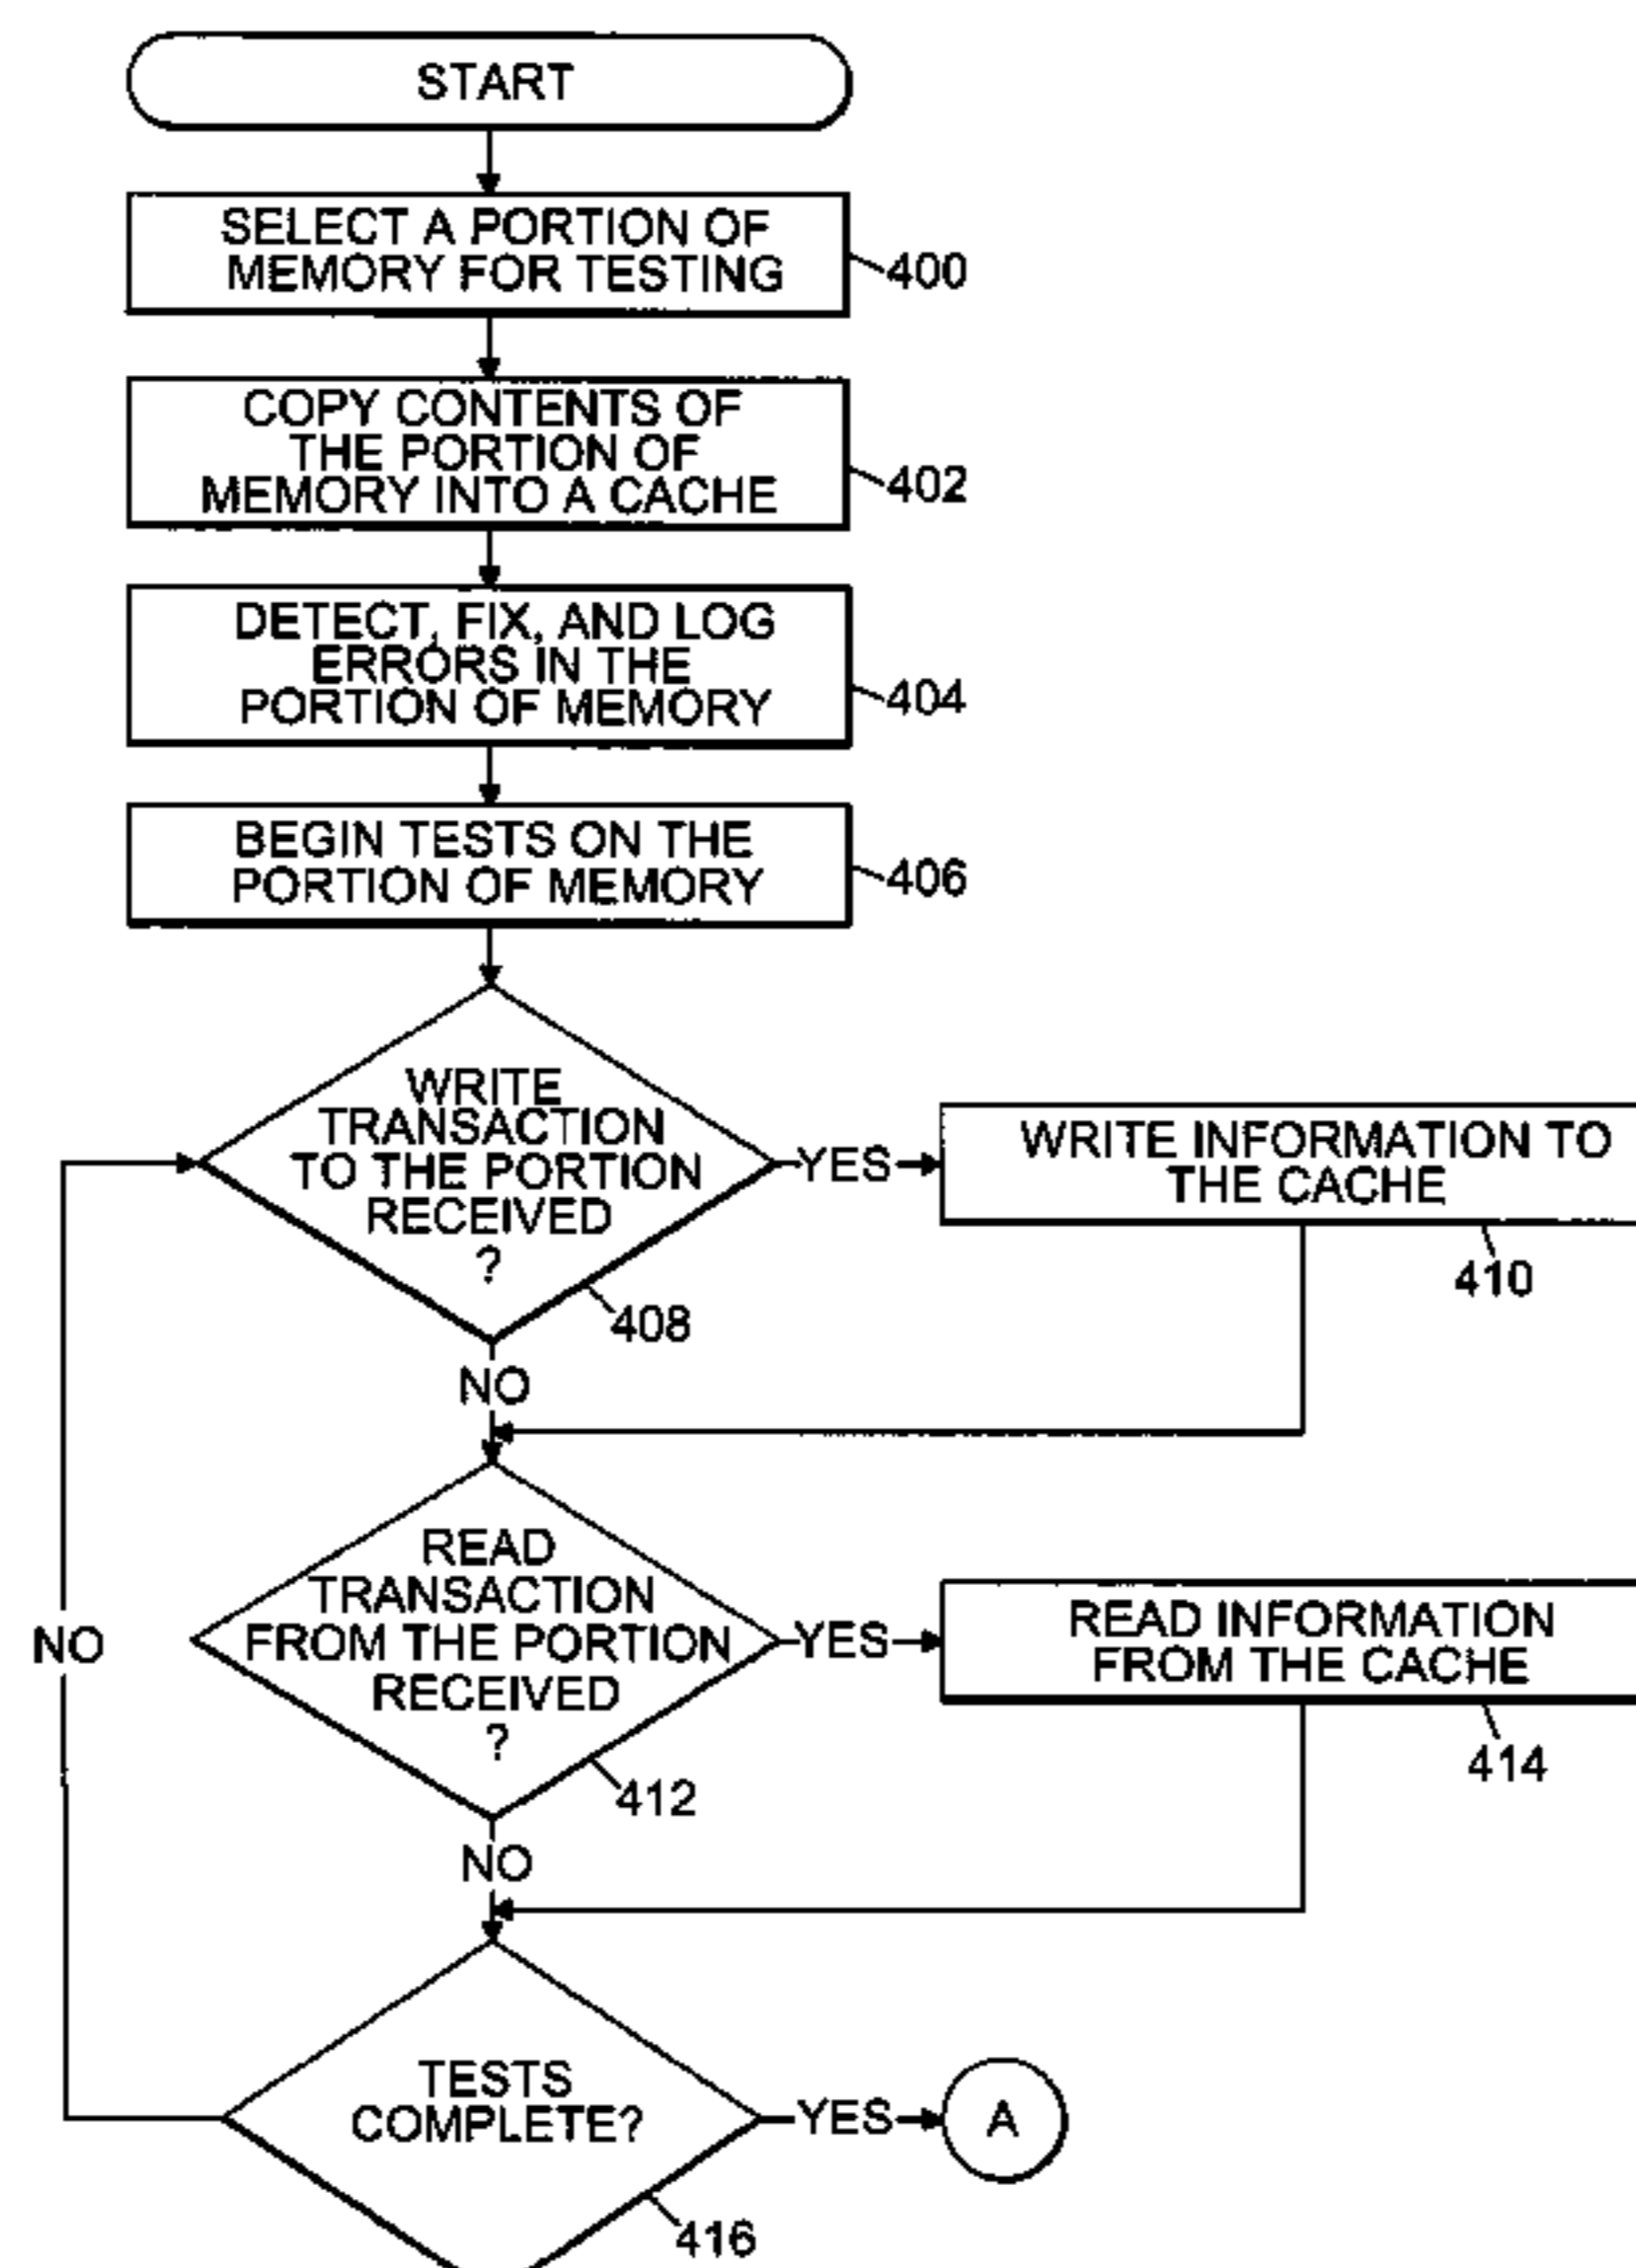 START
SELECT A PORTION OF
MEMORY FOR TESTING
400
COPY CONTENTS OF
THE PORTION OF
MEMORY INTO A CACHE
402
DETECT, FIX, AND LOG
ERRORS IN THE
PORTION OF MEMORY
404
BEGIN TESTS ON THE
PORTION OF MEMORY
406
WRITE
TRANSACTION
TO THE PORTION
RECEIVED
?
408
YES
WRITE INFORMATION TO
THE CACHE
410
NO
READ
TRANSACTION
FROM THE PORTION
RECEIVED
?
412
YES
READ INFORMATION
FROM THE CACHE
414
NO
NO
TESTS
COMPLETE?
416
YES
A